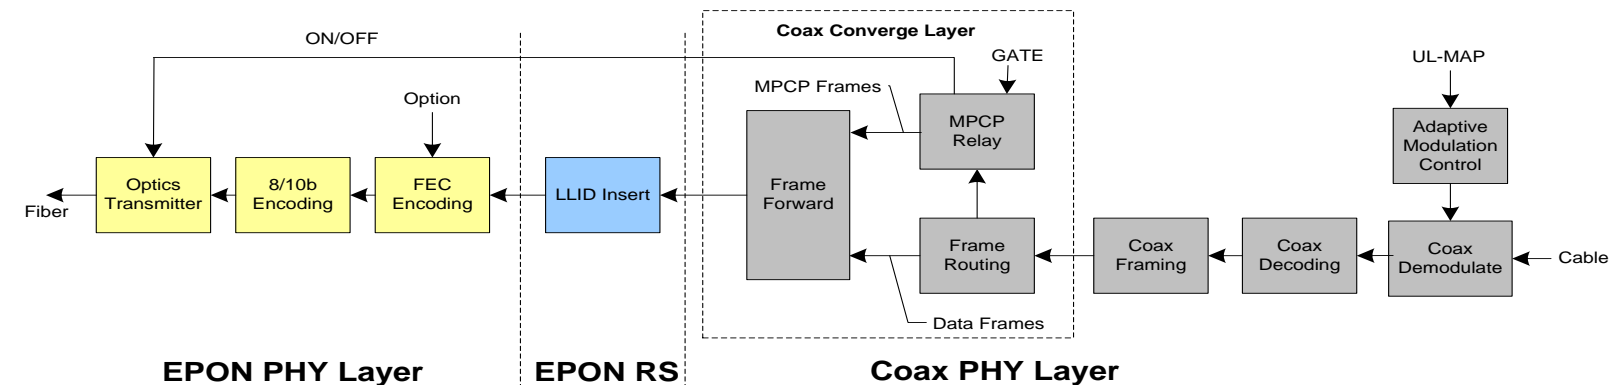 Coax Converge Layer
ON/OFF
GATE
UL-MAP
MPCP Frames
Option
MPCP
Relay
Adaptive
Modulation
Control
Optics
Transmitter
8/10b
Encoding
FEC
Encoding
LLID Insert
Frame
Forward
Fiber
Frame
Routing
Coax
Framing
Coax
Decoding
Coax
Demodulate
Cable
Data Frames
EPON PHY Layer
EPON RS
Coax PHY Layer